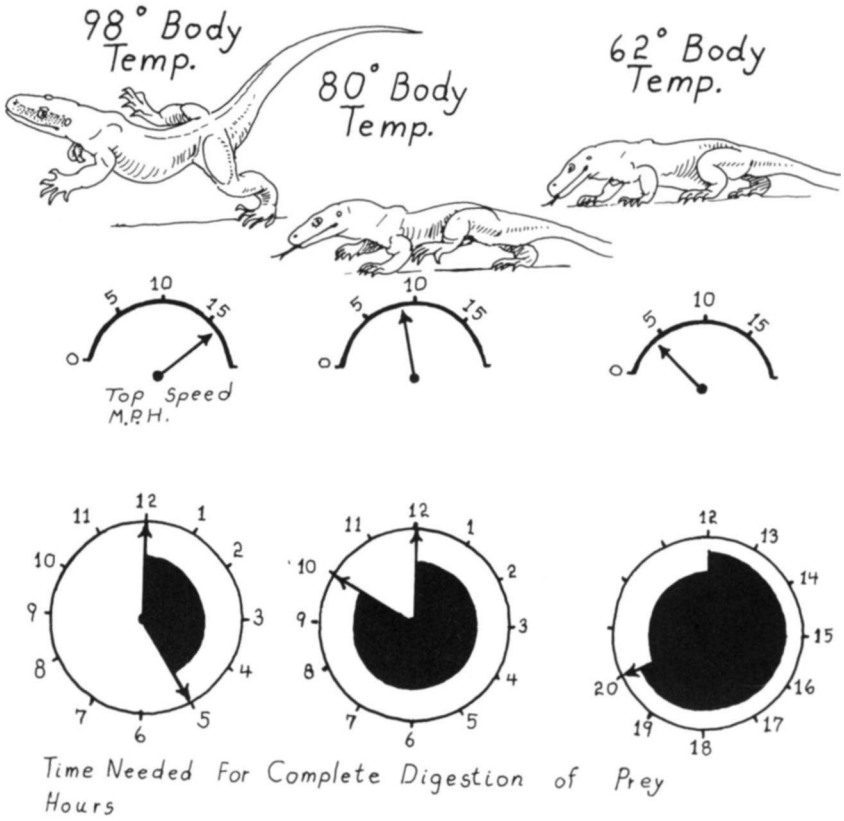 98° Body
Temp.
80° Body
Temp.
62° Body
Temp.
0 5 10 15
Top Speed
M.P.H.
0 5 10 15
0 5 10 15
12 1 2 3 4 5 6 7 8 9 10 11
12 1 2 3 4 5 6 7 8 9 10 11
12 13 14 15 16 17 18 19 20
Time Needed For Complete Digestion of Prey
Hours